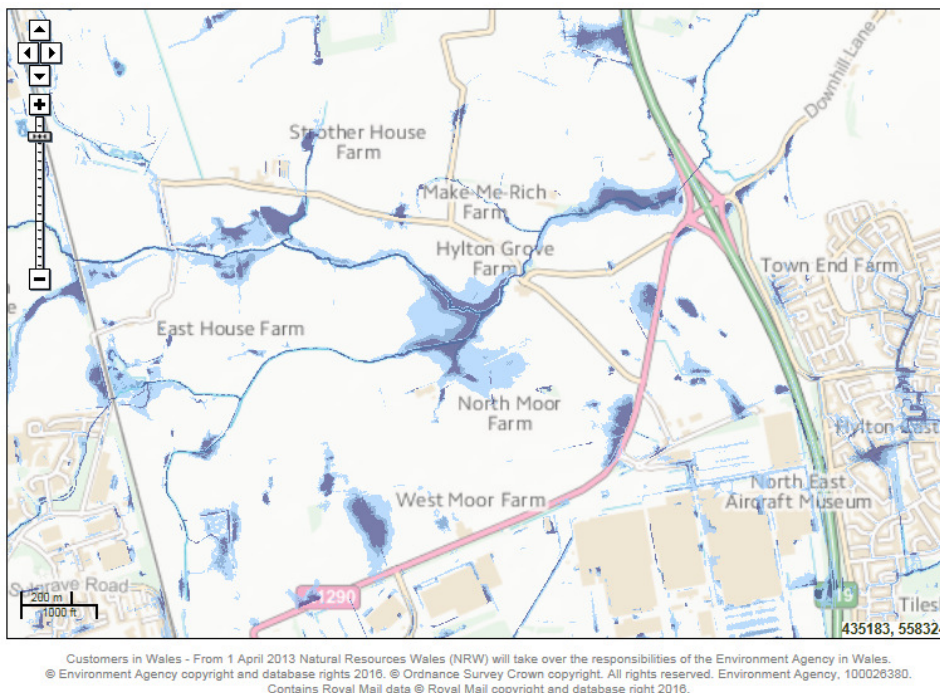 Downhill Lane
Strother House
Farm
Make-Me-Rich
Farm
Hylton Grove
Farm
Town End Farm
East House Farm
North Moor
Farm
Hylton
West Moor Farm
North East
Aircraft Museum
Road
1290
200 m
1000 ft
Tiles
435183, 55832
Customers in Wales - From 1 April 2013 Natural Resources Wales (NRW) will take over the responsibilities of the Environment Agency in Wales.
© Environment Agency copyright and database rights 2016. © Ordnance Survey Crown copyright. All rights reserved. Environment Agency, 100026380.
Contains Royal Mail data © Royal Mail copyright and database right 2016.